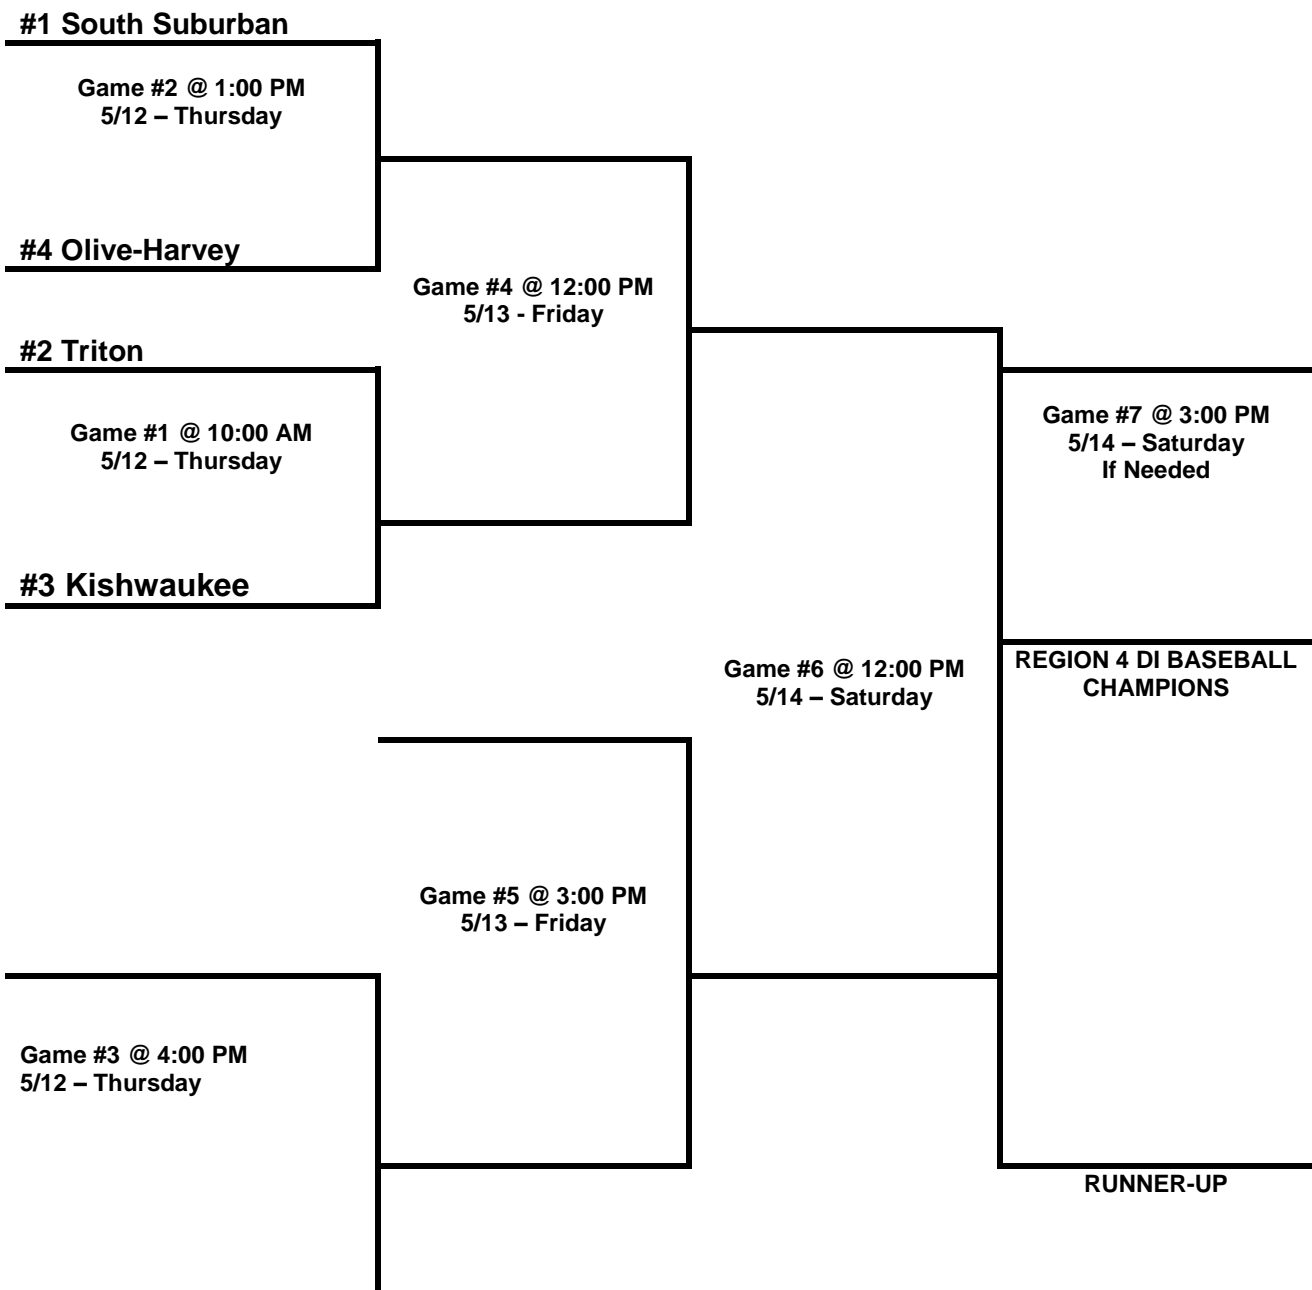 #1 South Suburban
Game #2 @ 1:00 PM
5/12 – Thursday
#4 Olive-Harvey
Game #4 @ 12:00 PM
5/13 - Friday
#2 Triton
Game #1 @ 10:00 AM
5/12 – Thursday
Game #7 @ 3:00 PM
5/14 – Saturday
If Needed
#3 Kishwaukee
Game #6 @ 12:00 PM
5/14 – Saturday
REGION 4 DI BASEBALL
CHAMPIONS
Game #5 @ 3:00 PM
5/13 – Friday
Game #3 @ 4:00 PM
5/12 – Thursday
RUNNER-UP